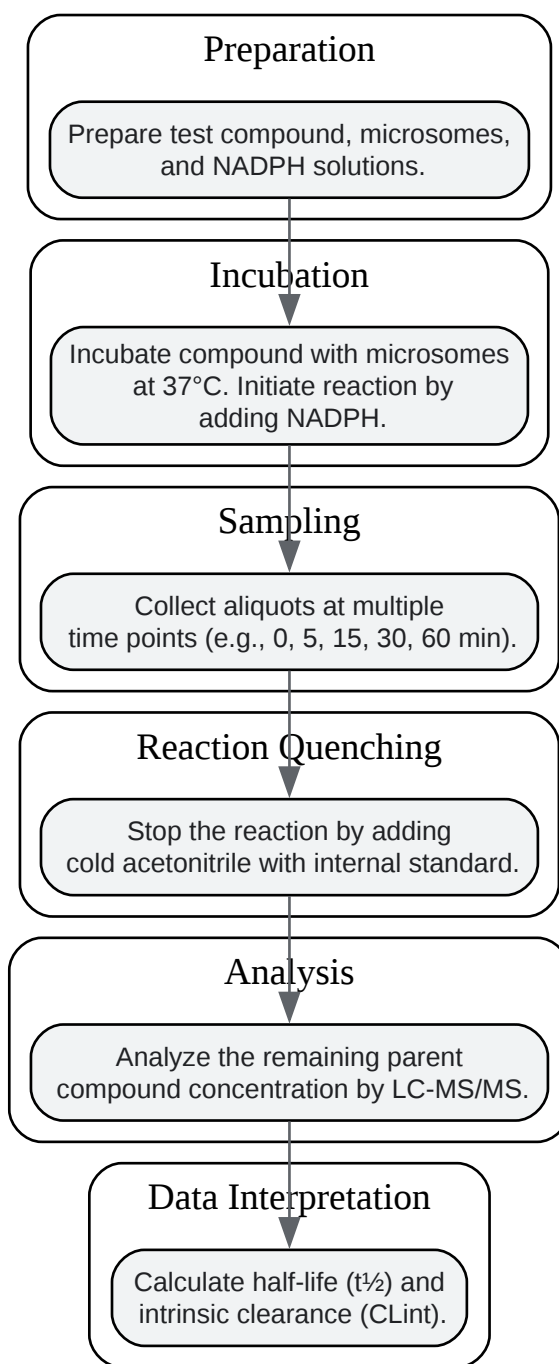 Preparation
Prepare test compound, microsomes,
and NADPH solutions.
Incubation
Incubate compound with microsomes
at 37°C. Initiate reaction by
adding NADPH.
Sampling
Collect aliquots at multiple
time points (e.g., 0, 5, 15, 30, 60 min).
Reaction Quenching
Stop the reaction by adding
cold acetonitrile with internal standard.
Analysis
Analyze the remaining parent
compound concentration by LC-MS/MS.
Data Interpretation
Calculate half-life (t½) and
intrinsic clearance (CLint).